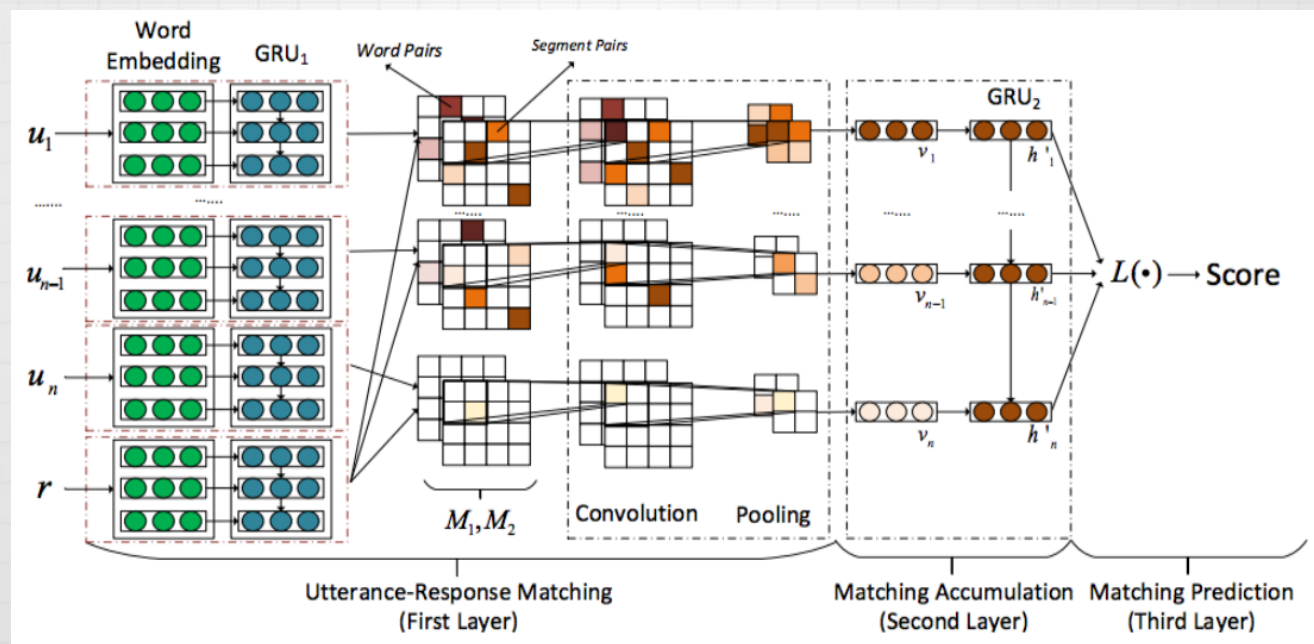 Word
Embedding
GRU₁
Word Pairs
Segment Pairs
GRU₂
u₁
v₁
h'₁
.......
.......
.......
.......
.......
.......
.......
uₙ₋₁
vₙ₋₁
h'ₙ₋₁
L(•)
Score
uₙ
vₙ
h'ₙ
r
M₁, M₂
Convolution
Pooling
Utterance-Response Matching
(First Layer)
Matching Accumulation
(Second Layer)
Matching Prediction
(Third Layer)